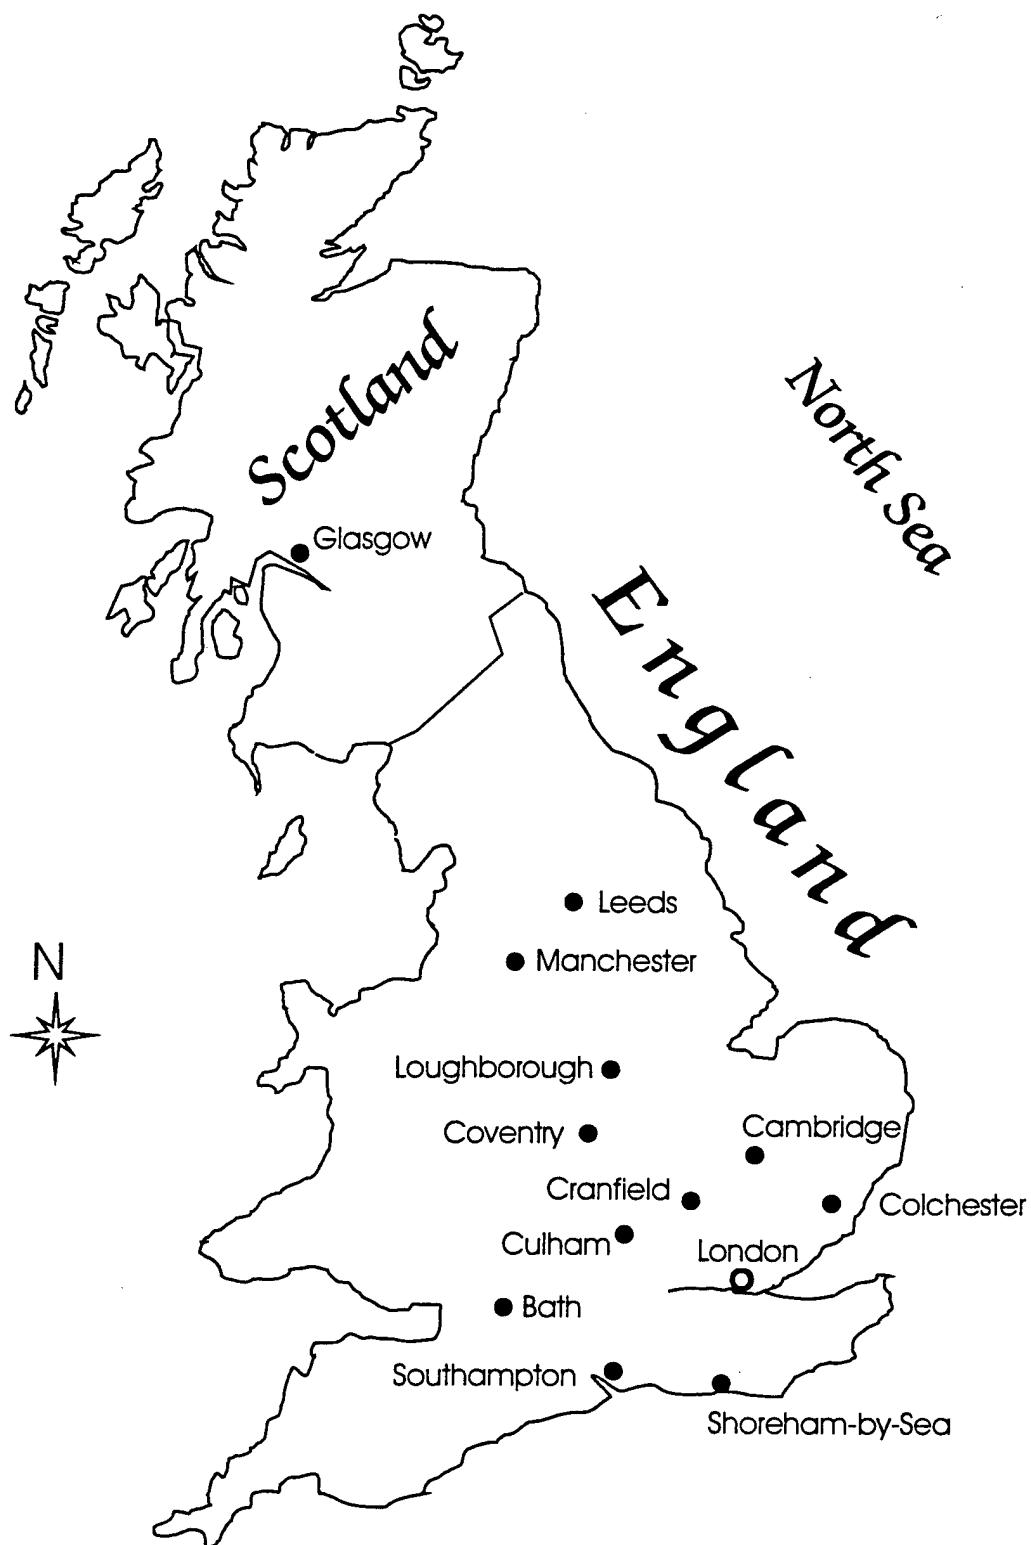 Scotland
North Sea
Glasgow
England
Leeds
N
Manchester
Loughborough
Cambridge
Coventry
Cranfield
Colchester
Culham
London
Bath
Southampton
Shoreham-by-Sea